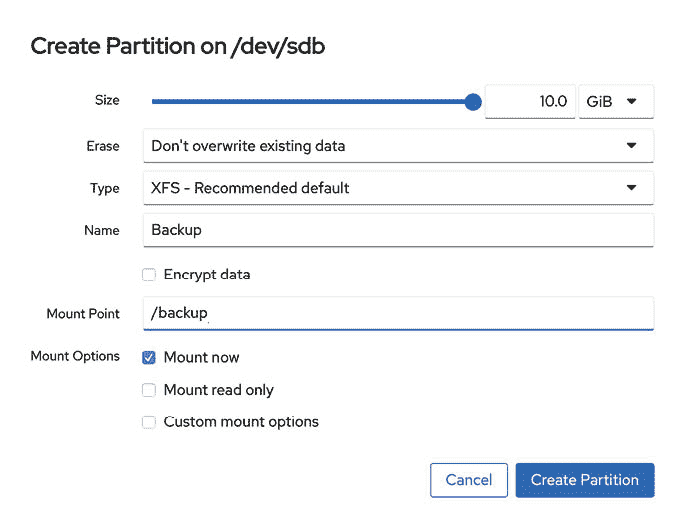 Create Partition on /dev/sdb
Size 10.0 GiB
Erase Don't overwrite existing data
Type XFS - Recommended default
Name Backup
Encrypt data
Mount Point /backup
Mount Options Mount now
Mount read only
Custom mount options
Cancel Create Partition